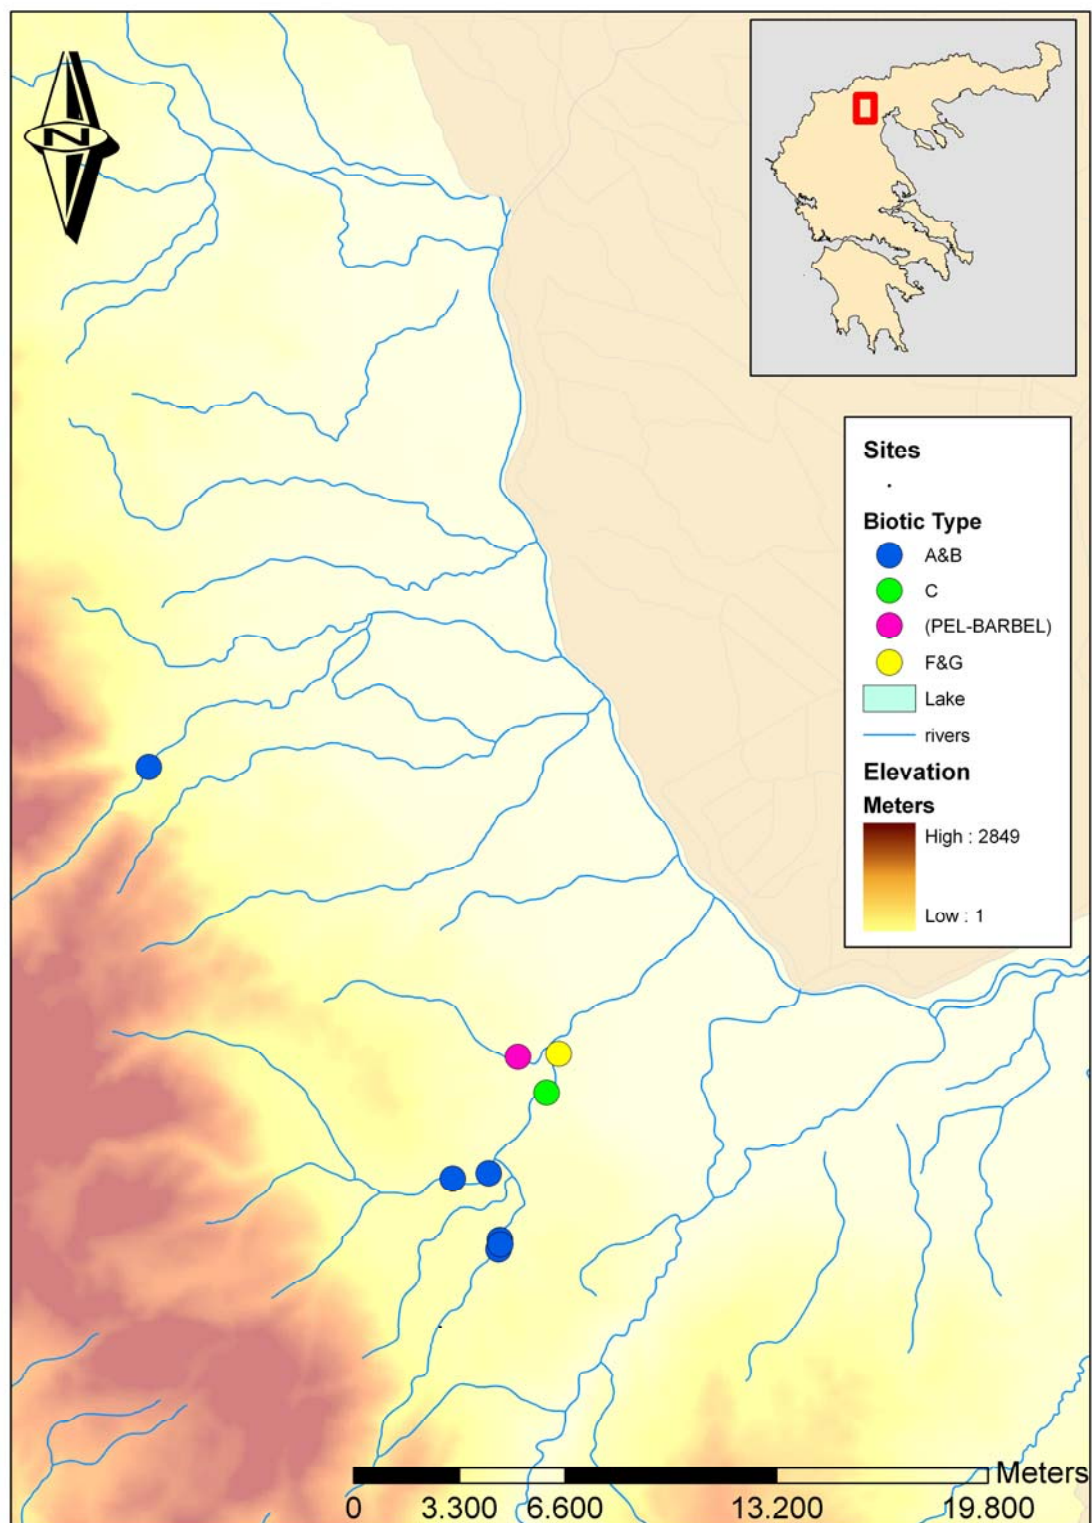 N
Sites
Biotic Type
A&B
C
(PEL-BARBEL)
F&G
Lake
rivers
Elevation
Meters
High : 2849
Low : 1
Meters
0 3.300 6.600 13.200 19.800